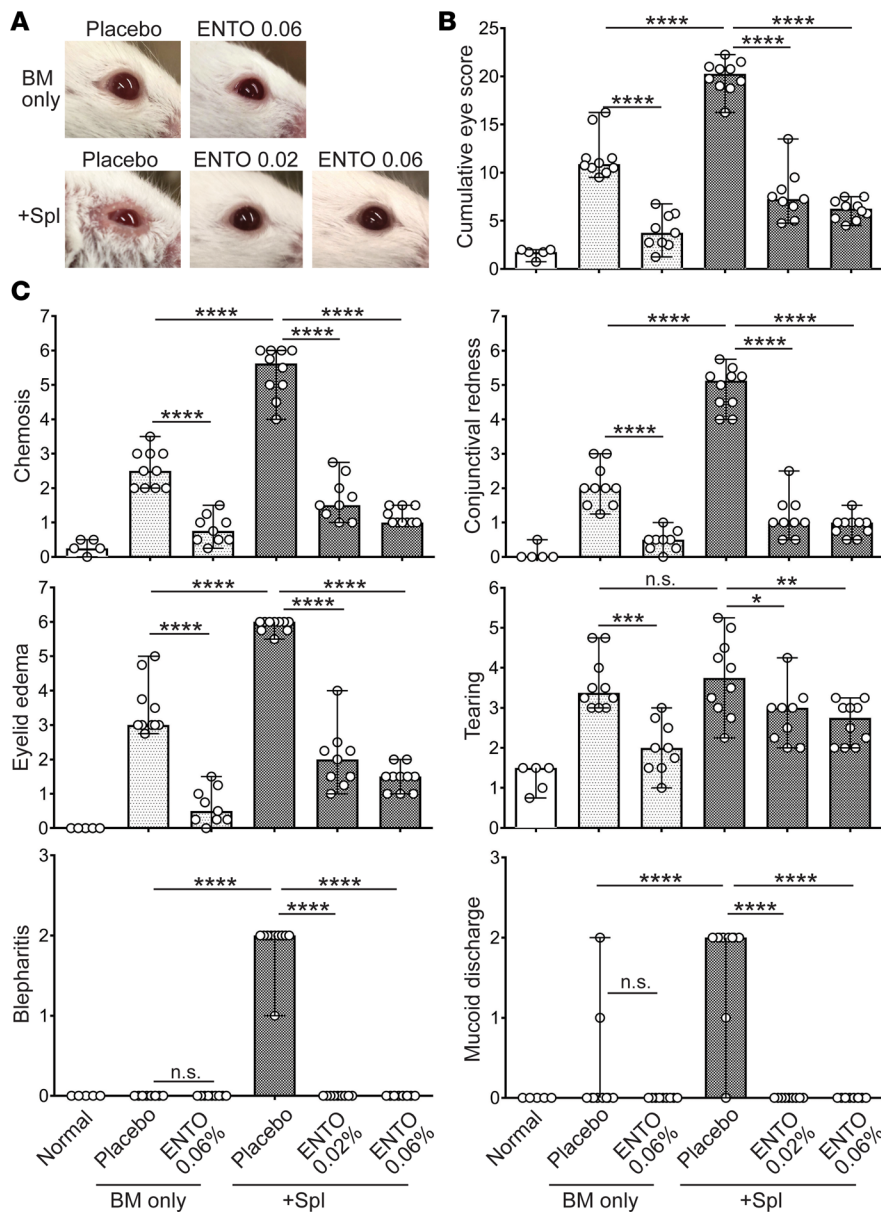 A
Placebo ENTO 0.06
BM
only
Placebo ENTO 0.02 ENTO 0.06
+Spl
B
Cumulative eye score
25
20
15
10
5
0
****
****
****
****
C
Chemosis
7
6
5
4
3
2
1
0
****
****
****
****
Conjunctival redness
7
6
5
4
3
2
1
0
****
****
****
****
Eyelid edema
7
6
5
4
3
2
1
0
****
****
****
****
Tearing
6
5
4
3
2
1
0
n.s.
**
*
***
Blepharitis
3
2
1
0
****
****
****
n.s.
Mucoid discharge
3
2
1
0
****
****
****
n.s.
Normal
Placebo
ENTO
0.06%
Placebo
ENTO
0.02%
ENTO
0.06%
BM only
+Spl
Normal
Placebo
ENTO
0.06%
Placebo
ENTO
0.02%
ENTO
0.06%
BM only
+Spl